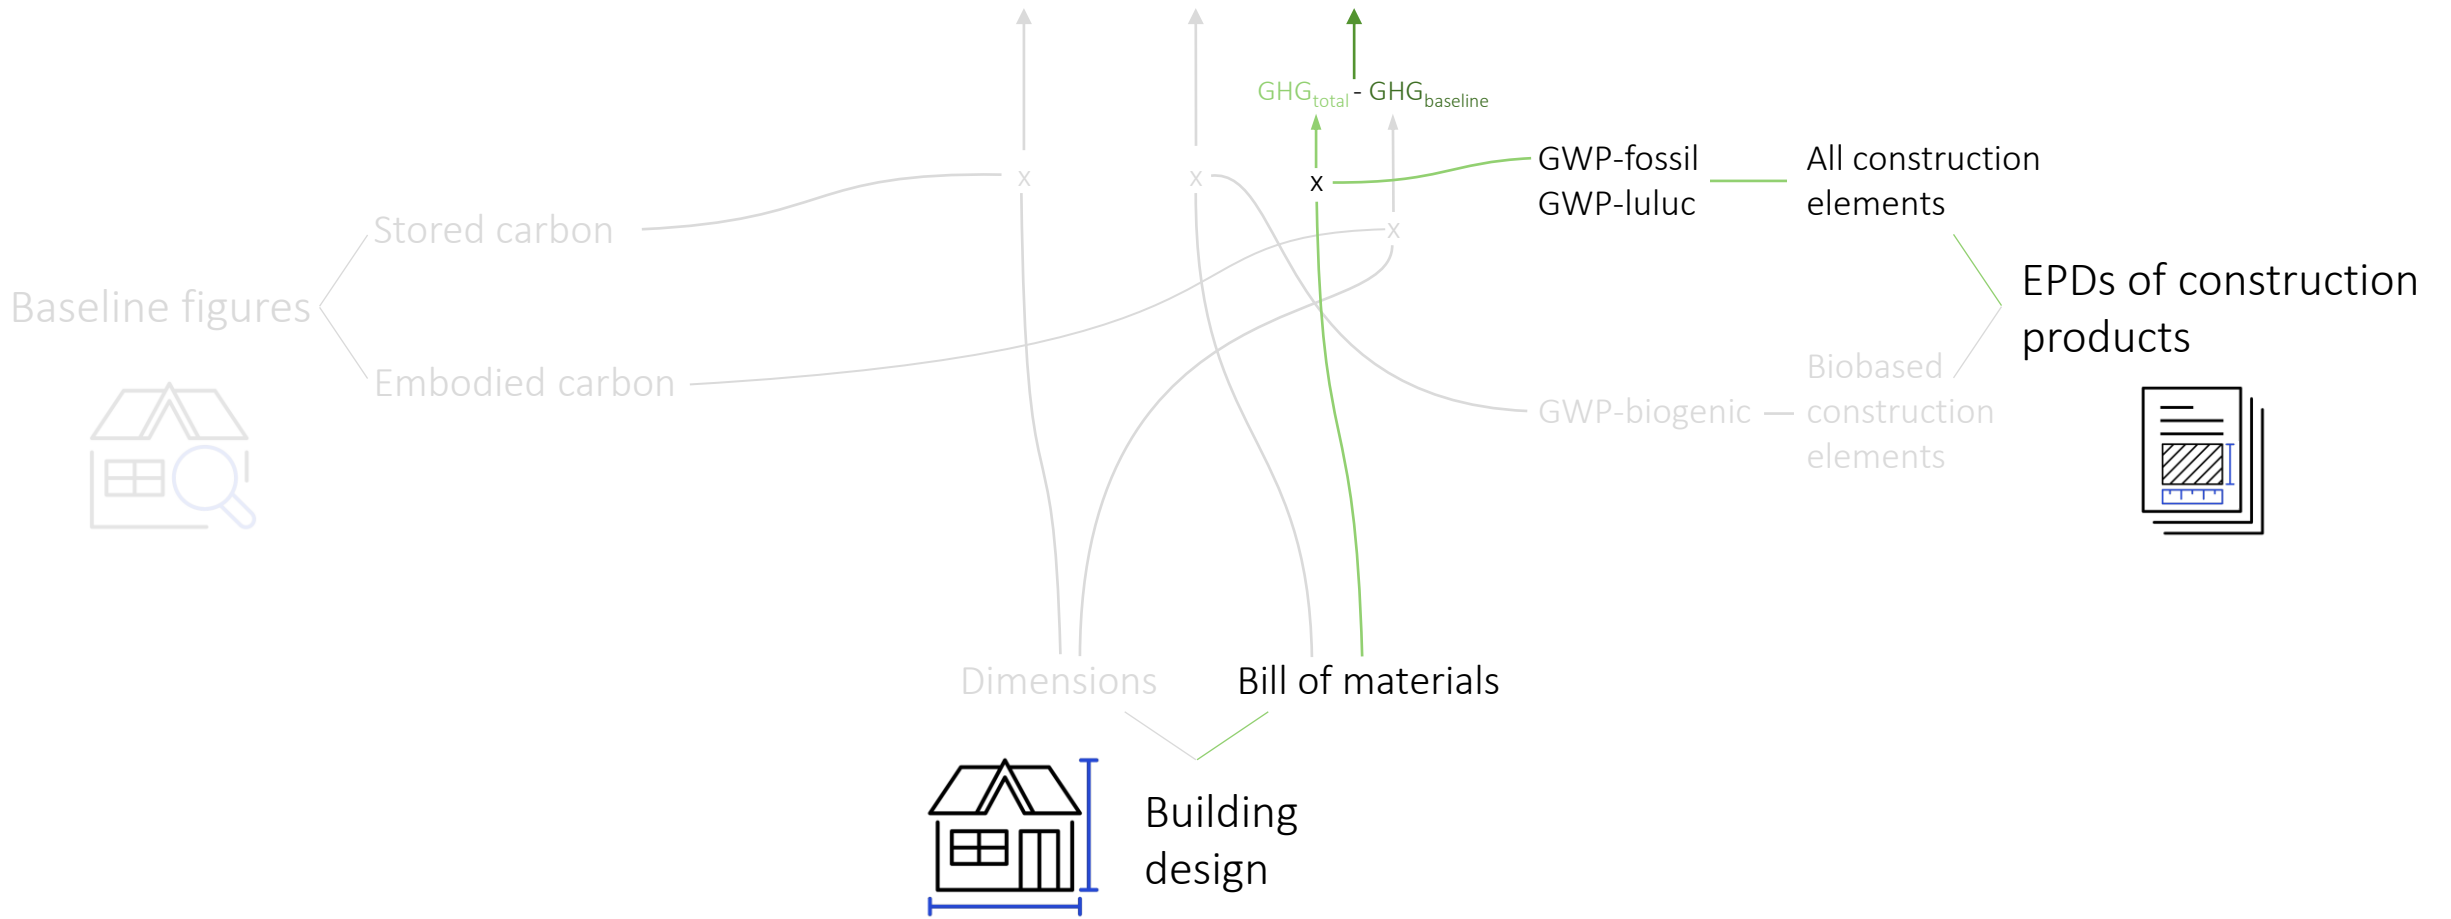 GHGtotal - GHGbaseline
x
x
x
x
GWP-fossil
GWP-luluc
All construction
elements
Stored carbon
Baseline figures
Embodied carbon
EPDs of construction
products
GWP-biogenic
Biobased
construction
elements
Dimensions
Bill of materials
Building
design